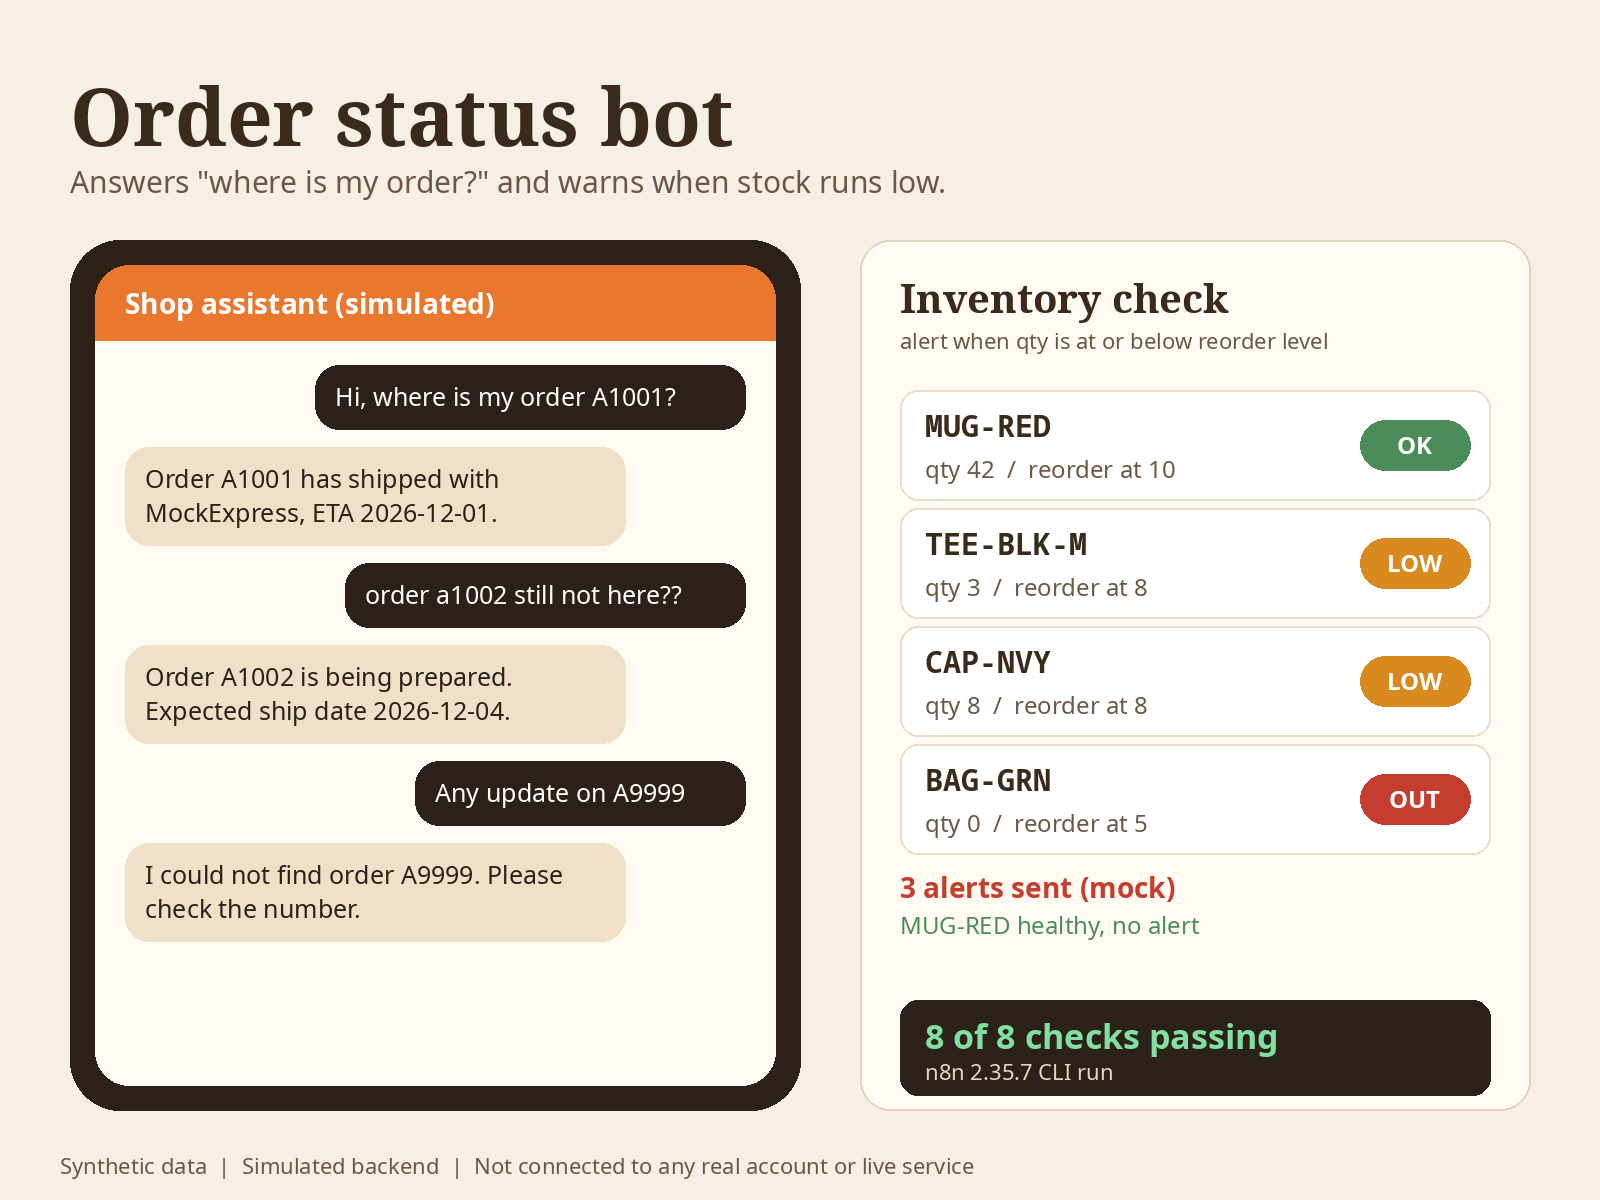 Order status bot
Answers "where is my order?" and warns when stock runs low.
Shop assistant (simulated)
Hi, where is my order A1001?
Order A1001 has shipped with
MockExpress, ETA 2026-12-01.
order a1002 still not here??
Order A1002 is being prepared.
Expected ship date 2026-12-04.
Any update on A9999
I could not find order A9999. Please
check the number.
Inventory check
alert when qty is at or below reorder level
MUG-RED
qty 42 / reorder at 10
OK
TEE-BLK-M
qty 3 / reorder at 8
LOW
CAP-NVY
qty 8 / reorder at 8
LOW
BAG-GRN
qty 0 / reorder at 5
OUT
3 alerts sent (mock)
MUG-RED healthy, no alert
8 of 8 checks passing
n8n 2.35.7 CLI run
Synthetic data | Simulated backend | Not connected to any real account or live service